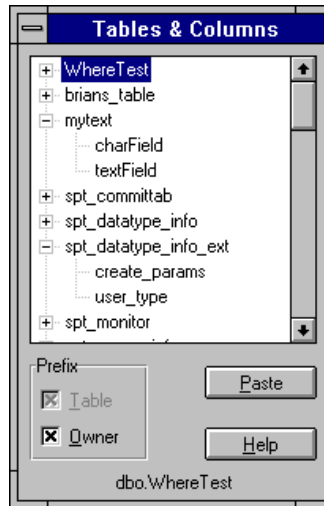 Tables & Columns
WhereTest
brians_table
mytext
charField
textField
spt_committab
spt_datatype_info
spt_datatype_info_ext
create_params
user_type
spt_monitor
Prefix
Table
Owner
Paste
Help
dbo.WhereTest